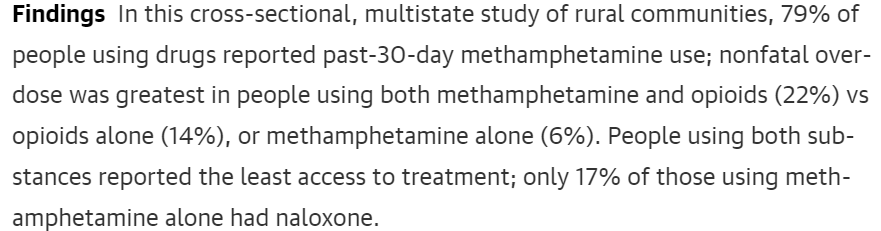 Findings In this cross-sectional, multistate study of rural communities, 79% of
people using drugs reported past-30-day methamphetamine use; nonfatal over-
dose was greatest in people using both methamphetamine and opioids (22%) vs
opioids alone (14%), or methamphetamine alone (6%). People using both sub-
stances reported the least access to treatment; only 17% of those using meth-
amphetamine alone had naloxone.